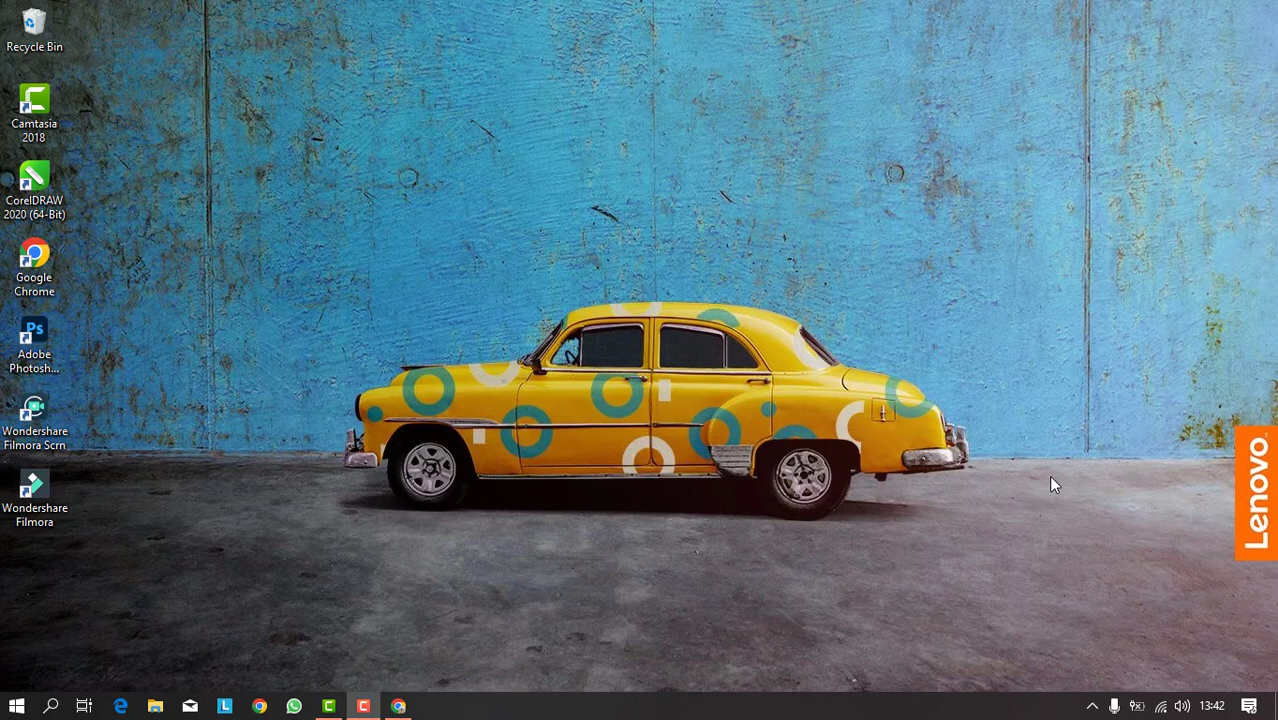 Recycle Bin
Camtasia
2018
CorelDRAW
2020 (64-Bit)
Google
Chrome
Ps
Adobe
Photosh...
Wondershare
Filmora Scrn
Wondershare
Filmora
Lenovo
L
13:42